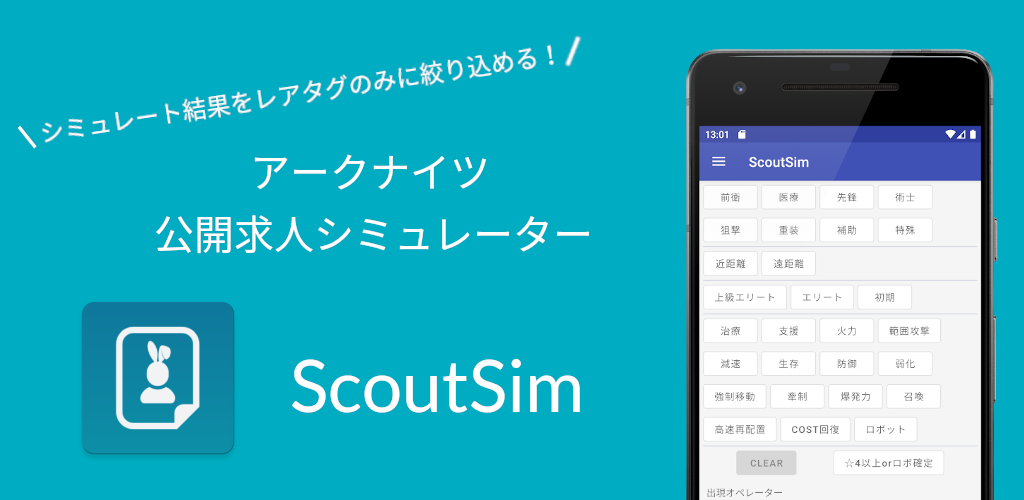 シミュレート結果をレアタグのみに絞り込める！
アークナイツ
公開求人シミュレーター
ScoutSim
13:01
ScoutSim
前衛 医療 先鋒 術士
狙撃 重装 補助 特殊
近距離 遠距離
上級エリート エリート 初期
治療 支援 火力 範囲攻撃
減速 生存 防御 弱化
強制移動 牽制 爆発力 召喚
高速再配置 COST回復 ロボット
CLEAR ☆4以上orロボ確定
出現オペレーター